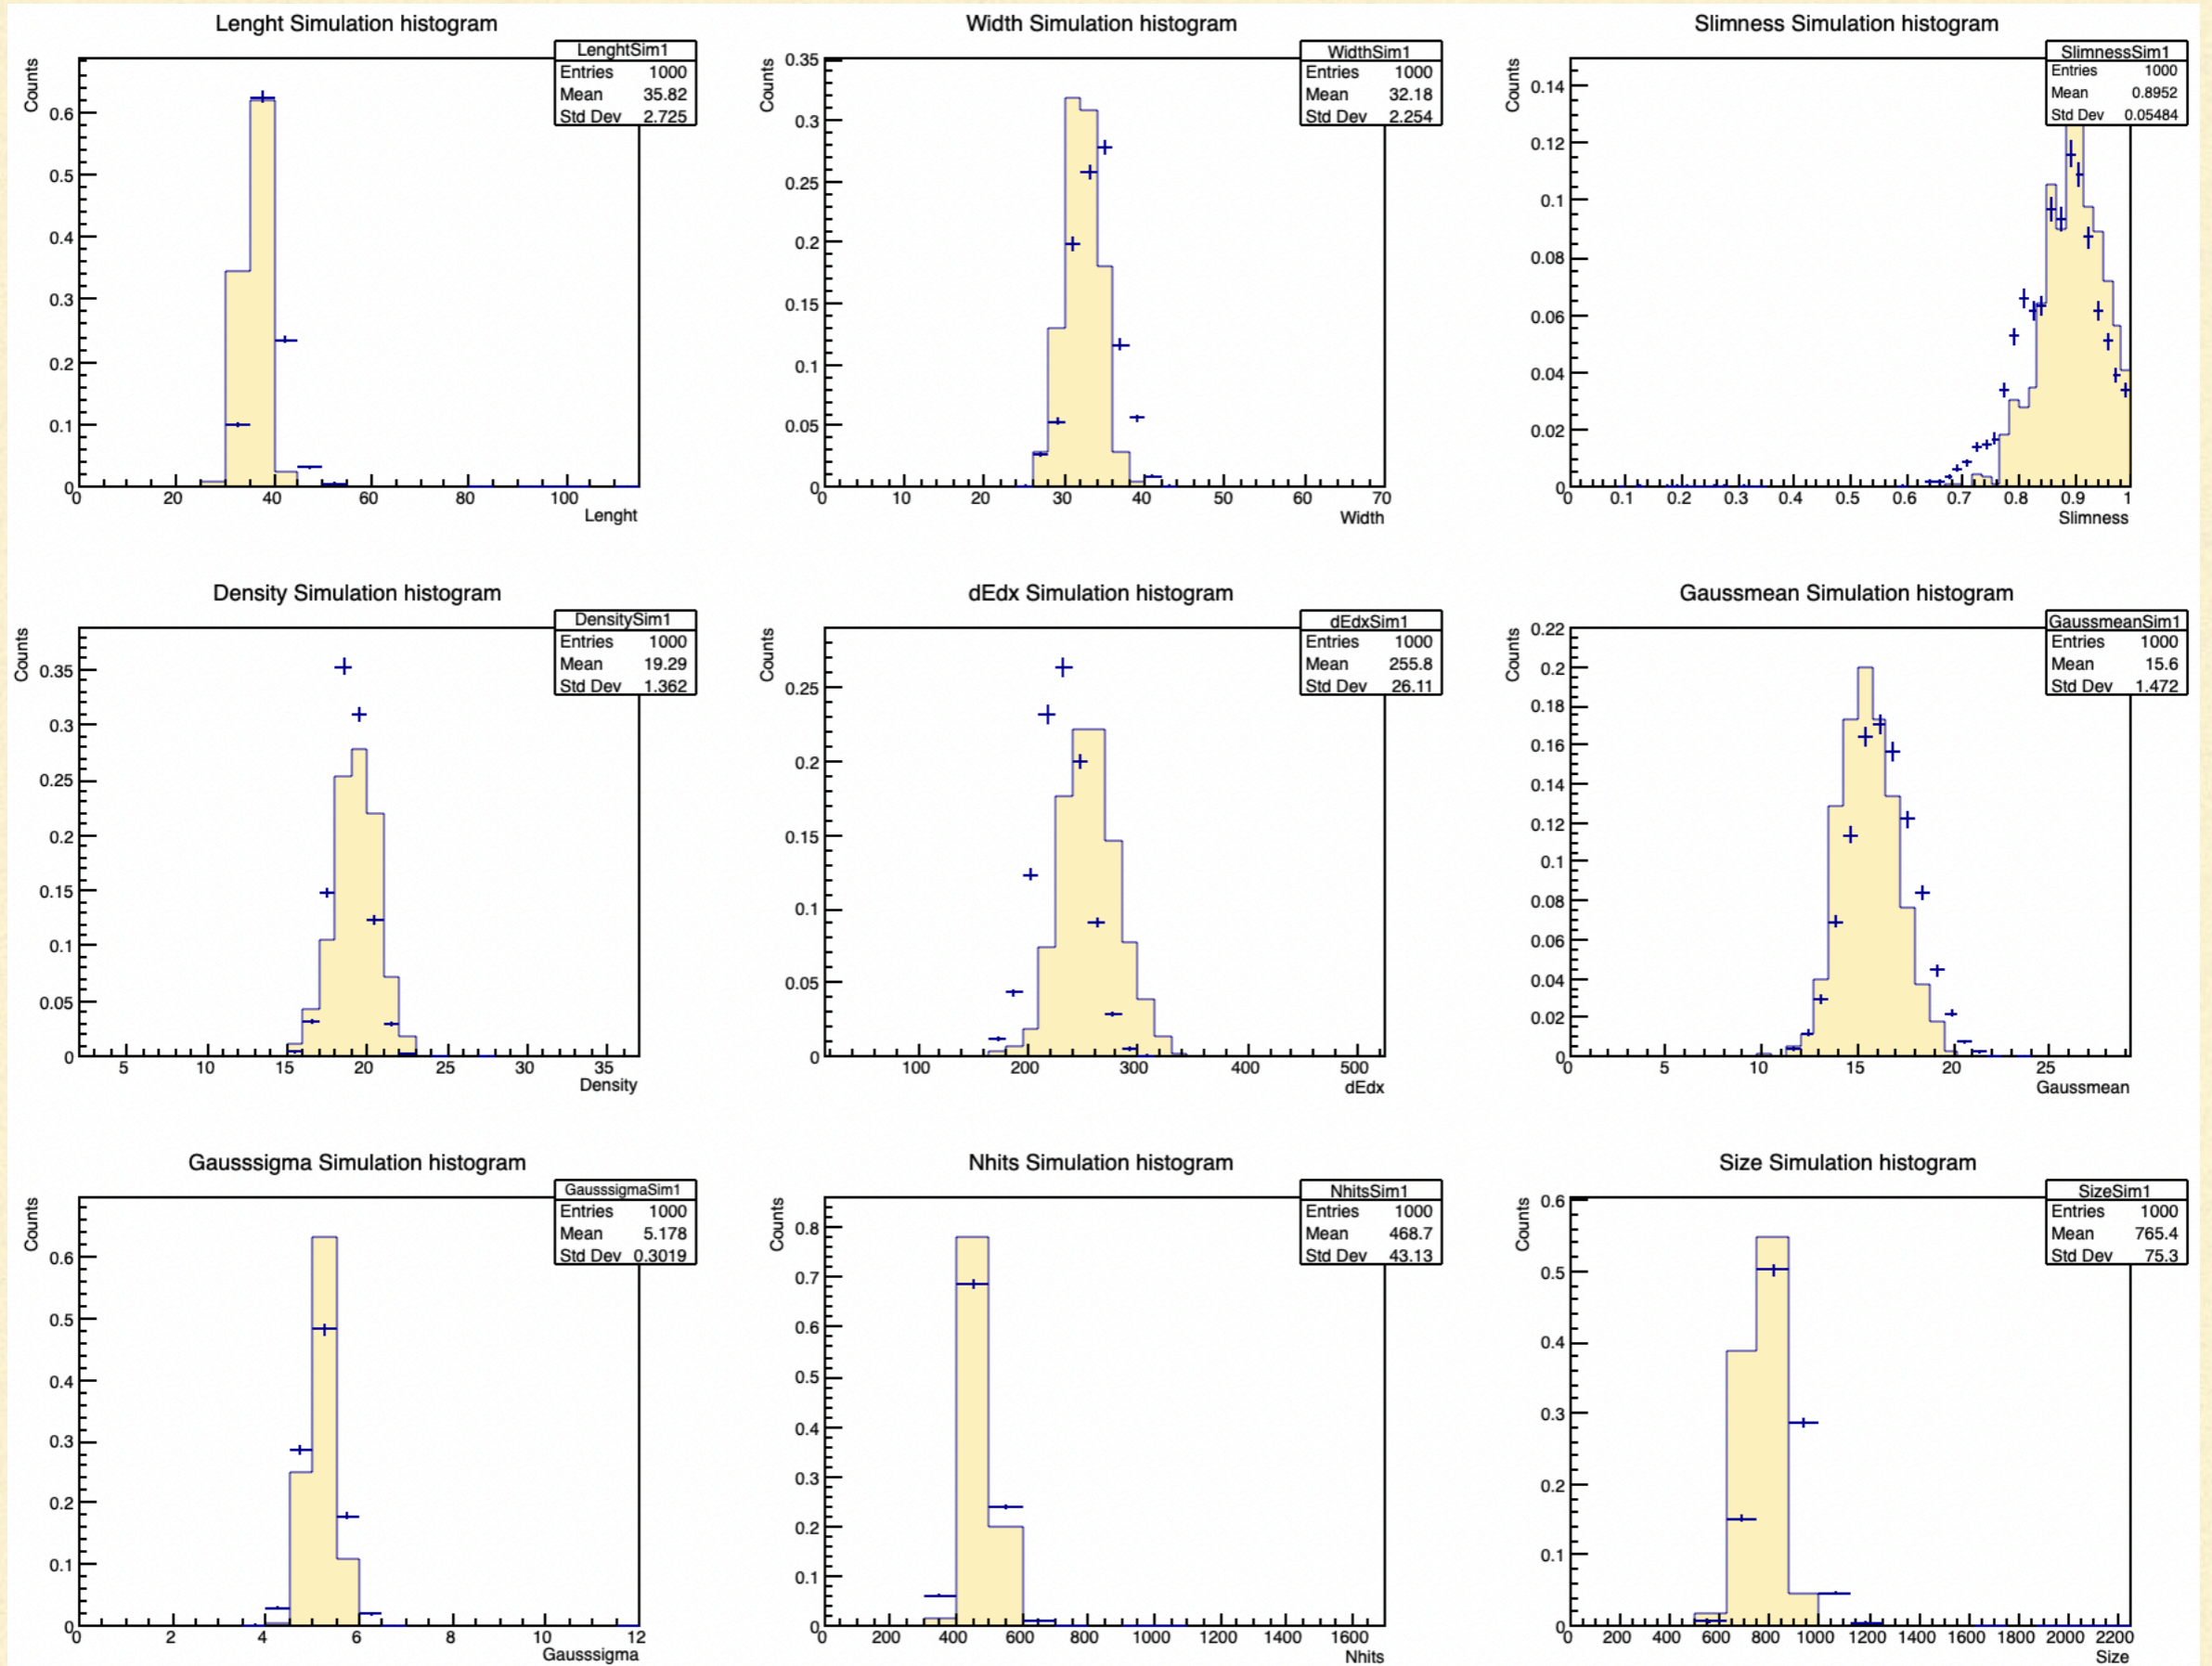 Lenght Simulation histogram
LenghtSim1
Entries 1000
Mean 35.82
Std Dev 2.725
Counts
0.6
0.5
0.4
0.3
0.2
0.1
0
0 20 40 60 80 100
Lenght
Width Simulation histogram
WidthSim1
Entries 1000
Mean 32.18
Std Dev 2.254
Counts
0.35
0.3
0.25
0.2
0.15
0.1
0.05
0
0 10 20 30 40 50 60 70
Width
Slimness Simulation histogram
SlimnessSim1
Entries 1000
Mean 0.8952
Std Dev 0.05484
Counts
0.14
0.12
0.1
0.08
0.06
0.04
0.02
0
0 0.1 0.2 0.3 0.4 0.5 0.6 0.7 0.8 0.9 1
Slimness
Density Simulation histogram
DensitySim1
Entries 1000
Mean 19.29
Std Dev 1.362
Counts
0.35
0.3
0.25
0.2
0.15
0.1
0.05
0
5 10 15 20 25 30 35
Density
dEdx Simulation histogram
dEdxSim1
Entries 1000
Mean 255.8
Std Dev 26.11
Counts
0.25
0.2
0.15
0.1
0.05
0
100 200 300 400 500
dEdx
Gaussmean Simulation histogram
GaussmeanSim1
Entries 1000
Mean 15.6
Std Dev 1.472
Counts
0.22
0.2
0.18
0.16
0.14
0.12
0.1
0.08
0.06
0.04
0.02
0
0 5 10 15 20 25
Gaussmean
Gausssigma Simulation histogram
GausssigmaSim1
Entries 1000
Mean 5.178
Std Dev 0.3019
Counts
0.6
0.5
0.4
0.3
0.2
0.1
0
0 2 4 6 8 10 12
Gausssigma
Nhits Simulation histogram
NhitsSim1
Entries 1000
Mean 468.7
Std Dev 43.13
Counts
0.8
0.7
0.6
0.5
0.4
0.3
0.2
0.1
0
0 200 400 600 800 1000 1200 1400 1600
Nhits
Size Simulation histogram
SizeSim1
Entries 1000
Mean 765.4
Std Dev 75.3
Counts
0.6
0.5
0.4
0.3
0.2
0.1
0
0 200 400 600 800 1000 1200 1400 1600 1800 2000 2200
Size